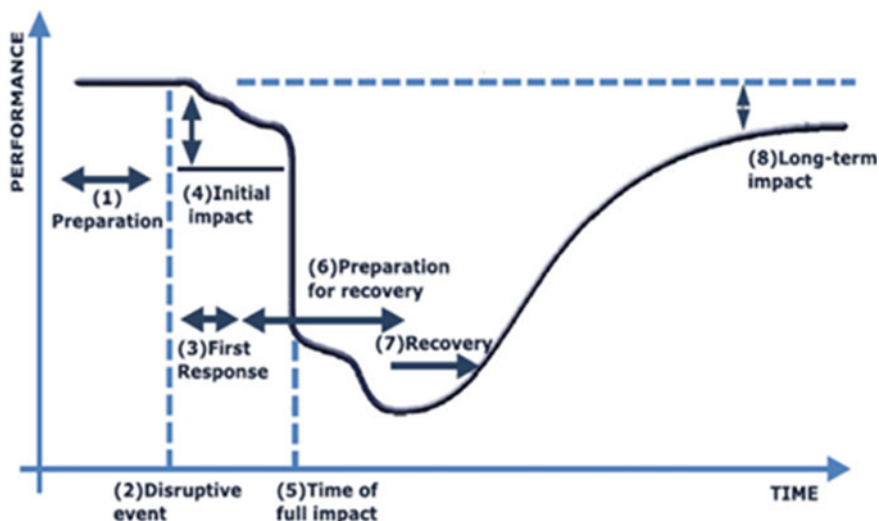 PERFORMANCE
(1)
Preparation
(4)Initial
impact
(8)Long-term
impact
(6)Preparation
for recovery
(3)First
Response
(7)Recovery
(2)Disruptive
event
(5)Time of
full impact
TIME